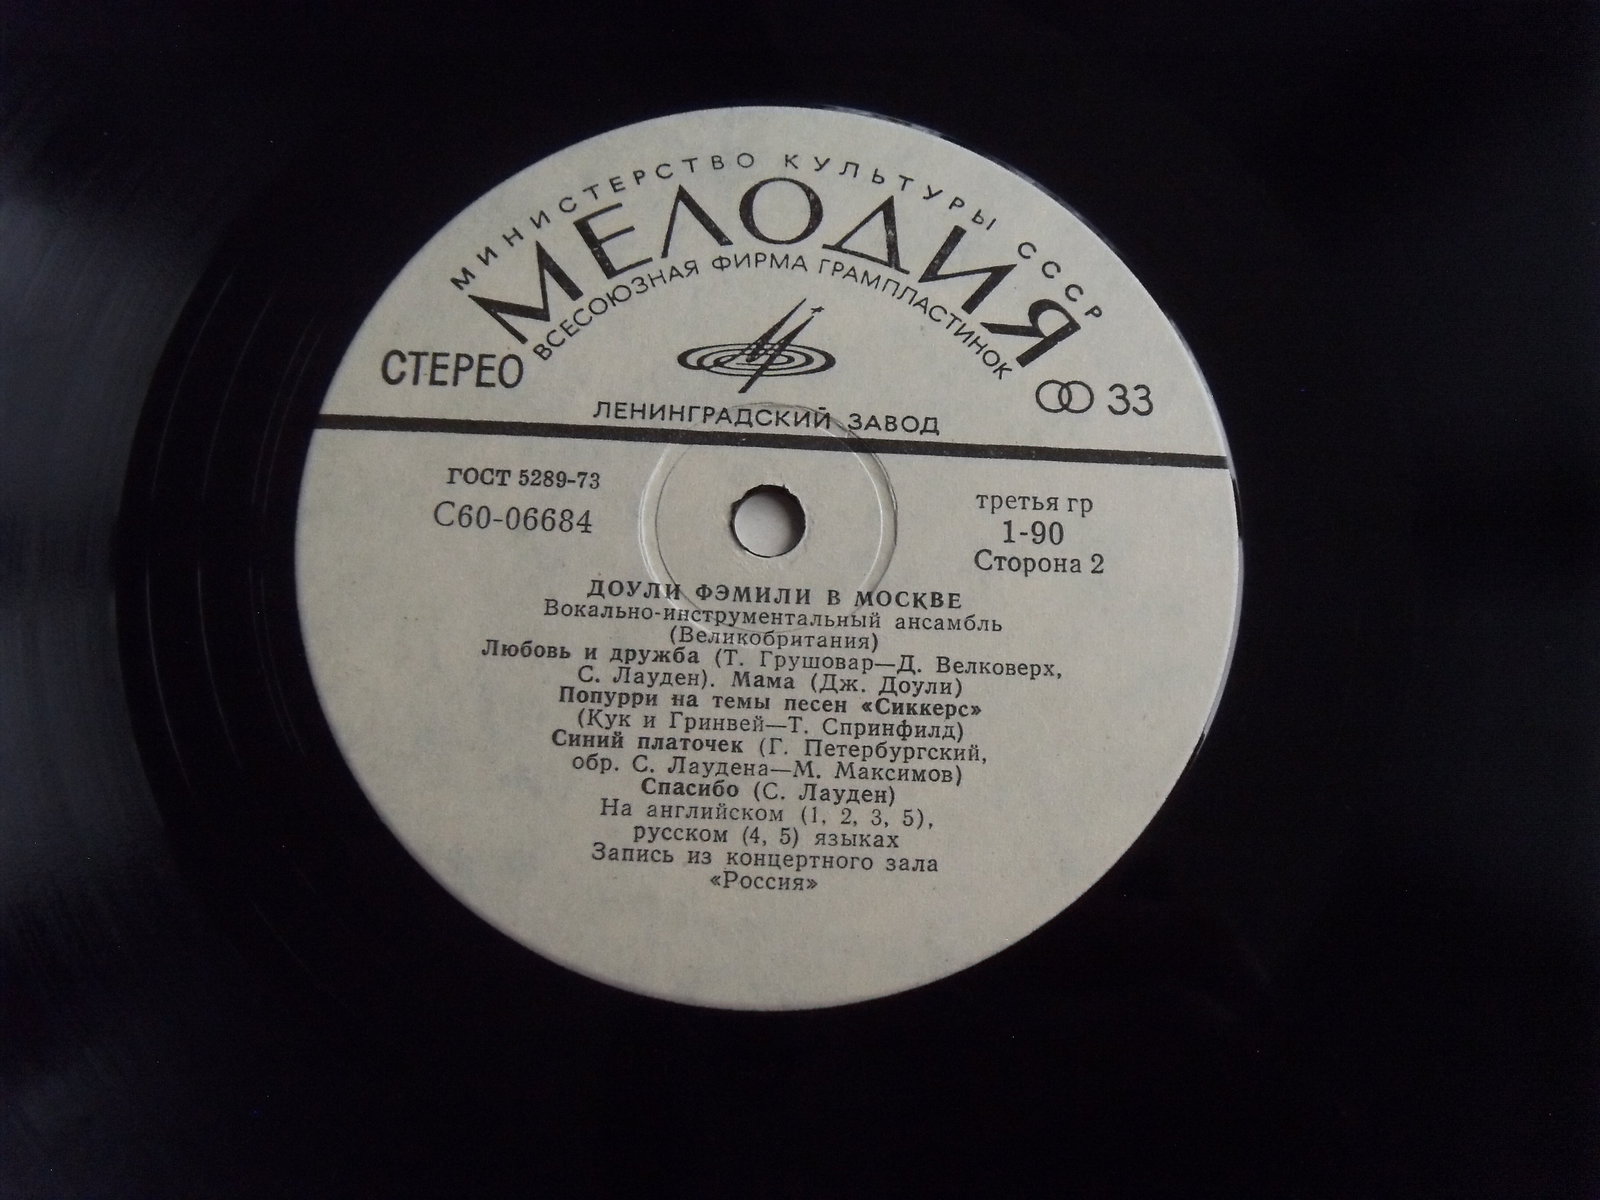 МИНИСТЕРСТВО КУЛЬТУРЫ СССР
МЕЛОДИЯ
ВСЕСОЮЗНАЯ ФИРМА ГРАМПЛАСТИНОК
СТЕРЕО
33
ЛЕНИНГРАДСКИЙ ЗАВОД
ГОСТ 5289-73
С60-06684
третья гр
1-90
Сторона 2
ДОУЛИ ФЭМИЛИ В МОСКВЕ
Вокально-инструментальный ансамбль
(Великобритания)
Любовь и дружба (Т. Грушовар—Д. Велковерх,
С. Лауден). Мама (Дж. Доули)
Попурри на темы песен «Сиккерс»
(Кук и Гринвей—Т. Спринфилд)
Синий платочек (Г. Петербургский,
обр. С. Лаудена—М. Максимов)
Спасибо (С. Лауден)
На английском (1, 2, 3, 5),
русском (4, 5) языках
Запись из концертного зала
«Россия»